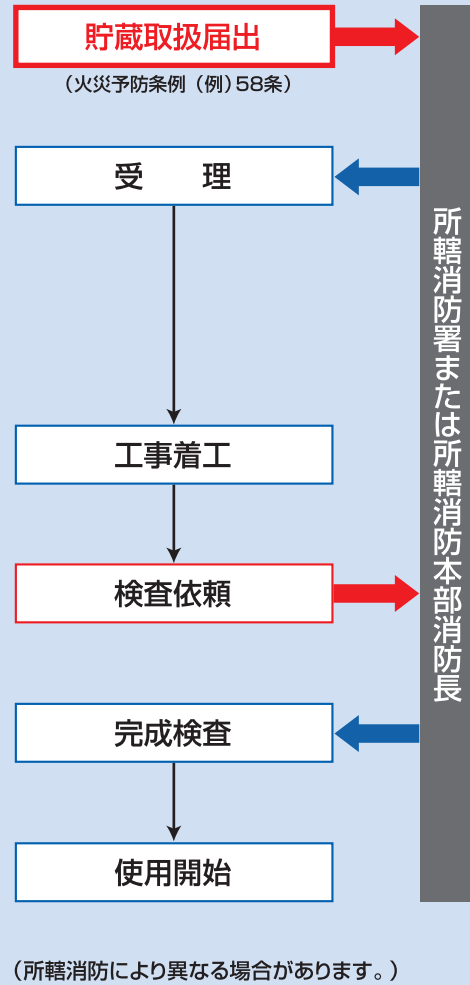 貯蔵取扱届出
（火災予防条例（例）58条）
受　　理
工事着工
検査依頼
完成検査
使用開始
所轄消防署または所轄消防本部消防長
（所轄消防により異なる場合があります。）